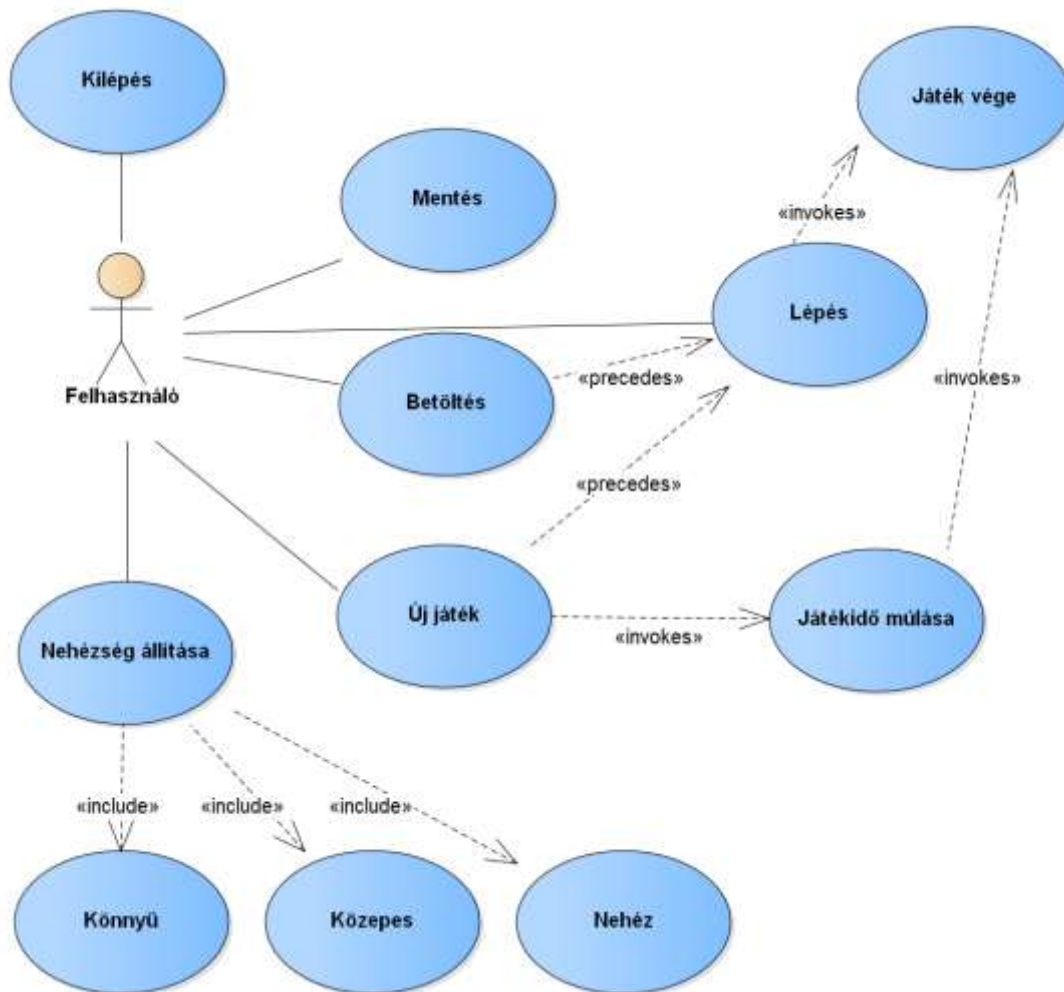 Kilépés
Játék vége
Mentés
«invokes»
Lépés
Felhasználó
Betöltés
«precedes»
«invokes»
«precedes»
Új játék
«invokes»
Játékidő múlása
Nehézség állítása
«include»
«include»
«include»
Könnyű
Közepes
Nehéz